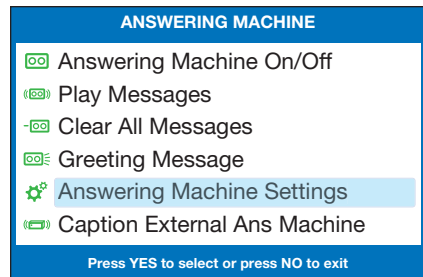 ANSWERING MACHINE
Answering Machine On/Off
Play Messages
Clear All Messages
Greeting Message
Answering Machine Settings
Caption External Ans Machine
Press YES to select or press NO to exit